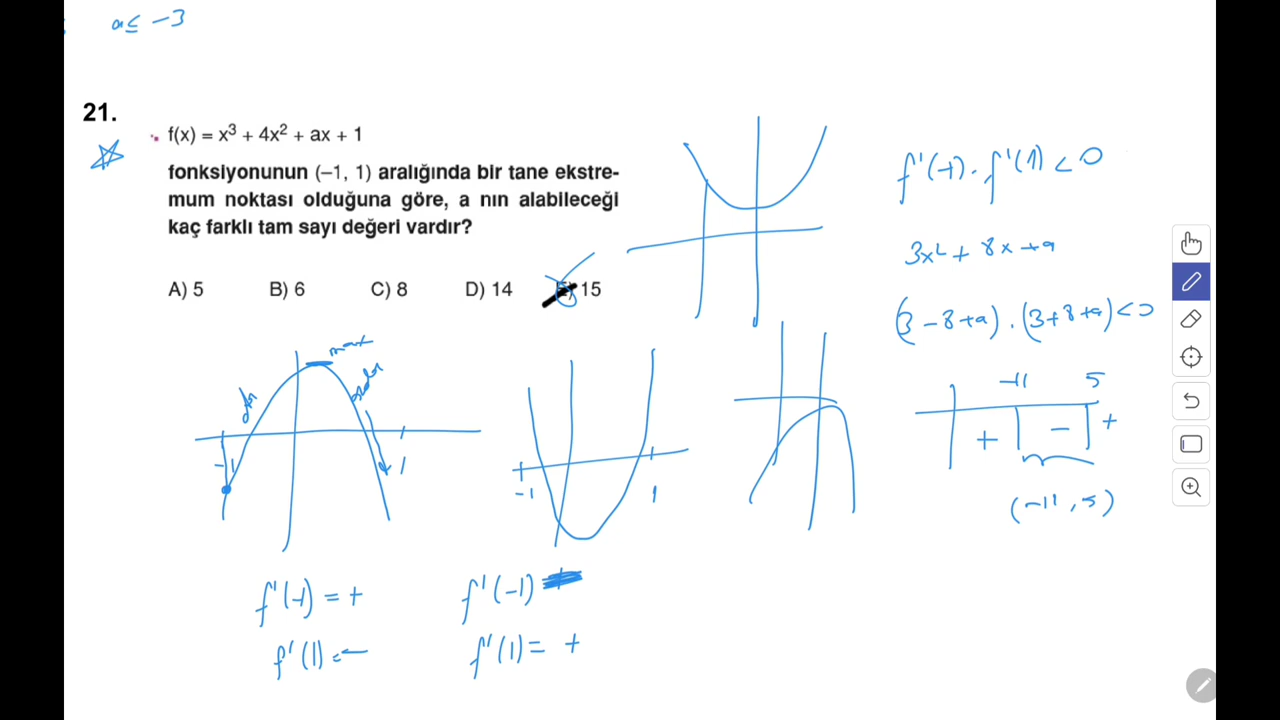 a ≤ -3
21.
f(x) = x³ + 4x² + ax + 1
fonksiyonunun (–1, 1) aralığında bir tane ekstre-
mum noktası olduğuna göre, a nın alabileceği
kaç farklı tam sayı değeri vardır?
A) 5 B) 6 C) 8 D) 14 15
f'(-1) . f'(1) < 0
3x² + 8x + a
(3 - 8 + a) . (3 + 8 + a) < 0
-11 5
+ - +
(-11, 5)
max
-1 1
-1 1
f'(-1) = +
f'(1) = -
f'(-1)
f'(1) = +